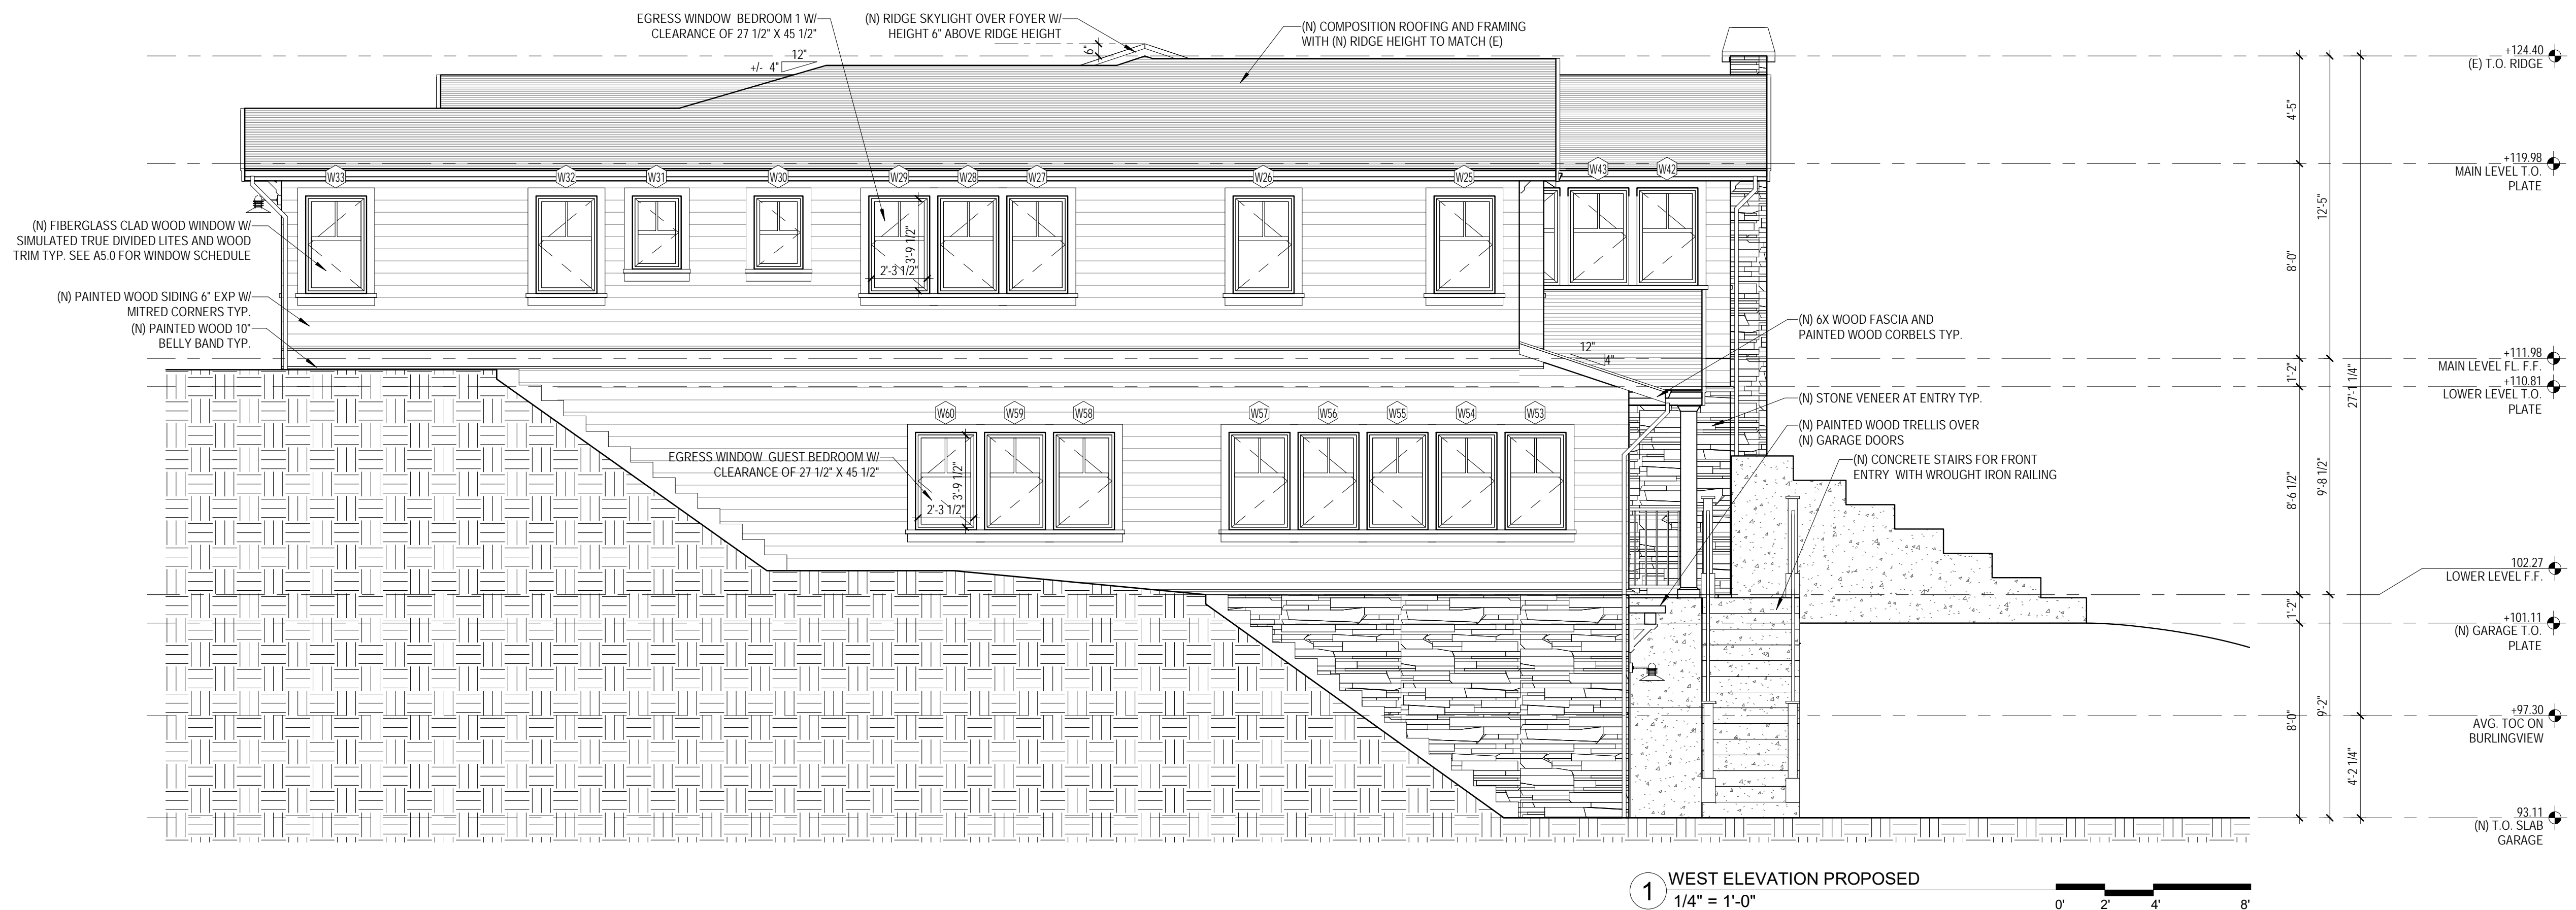 EGRESS WINDOW  BEDROOM 1 W/
CLEARANCE OF 27 1/2" X 45 1/2"
(N) RIDGE SKYLIGHT OVER FOYER W/
HEIGHT 6" ABOVE RIDGE HEIGHT
(N) COMPOSITION ROOFING AND FRAMING
WITH (N) RIDGE HEIGHT TO MATCH (E)
12"
+/-  4"
6"
+124.40
(E) T.O. RIDGE
4'-5"
+119.98
MAIN LEVEL T.O.
PLATE
W33
W32
W31
W30
W29
W28
W27
W26
W25
W43
W42
(N) FIBERGLASS CLAD WOOD WINDOW W/
SIMULATED TRUE DIVIDED LITES AND WOOD
TRIM TYP. SEE A5.0 FOR WINDOW SCHEDULE
3'-9 1/2"
2'-3 1/2"
12'-5"
8'-0"
(N) PAINTED WOOD SIDING 6" EXP W/
MITRED CORNERS TYP.
(N) PAINTED WOOD 10"
BELLY BAND TYP.
(N) 6X WOOD FASCIA AND
PAINTED WOOD CORBELS TYP.
12"
4"
+111.98
MAIN LEVEL FL. F.F.
1'-2"
+110.81
LOWER LEVEL T.O.
PLATE
27'-1 1/4"
(N) STONE VENEER AT ENTRY TYP.
(N) PAINTED WOOD TRELLIS OVER
(N) GARAGE DOORS
(N) CONCRETE STAIRS FOR FRONT
ENTRY  WITH WROUGHT IRON RAILING
W60
W59
W58
W57
W56
W55
W54
W53
EGRESS WINDOW  GUEST BEDROOM W/
CLEARANCE OF 27 1/2" X 45 1/2"
3'-9 1/2"
2'-3 1/2"
8'-6 1/2"
9'-8 1/2"
102.27
LOWER LEVEL F.F.
1'-2"
+101.11
(N) GARAGE T.O.
PLATE
9'-2"
8'-0"
+97.30
AVG. TOC ON
BURLINGVIEW
4'-2 1/4"
93.11
(N) T.O. SLAB
GARAGE
1
WEST ELEVATION PROPOSED
1/4" = 1'-0"
0'
2'
4'
8'